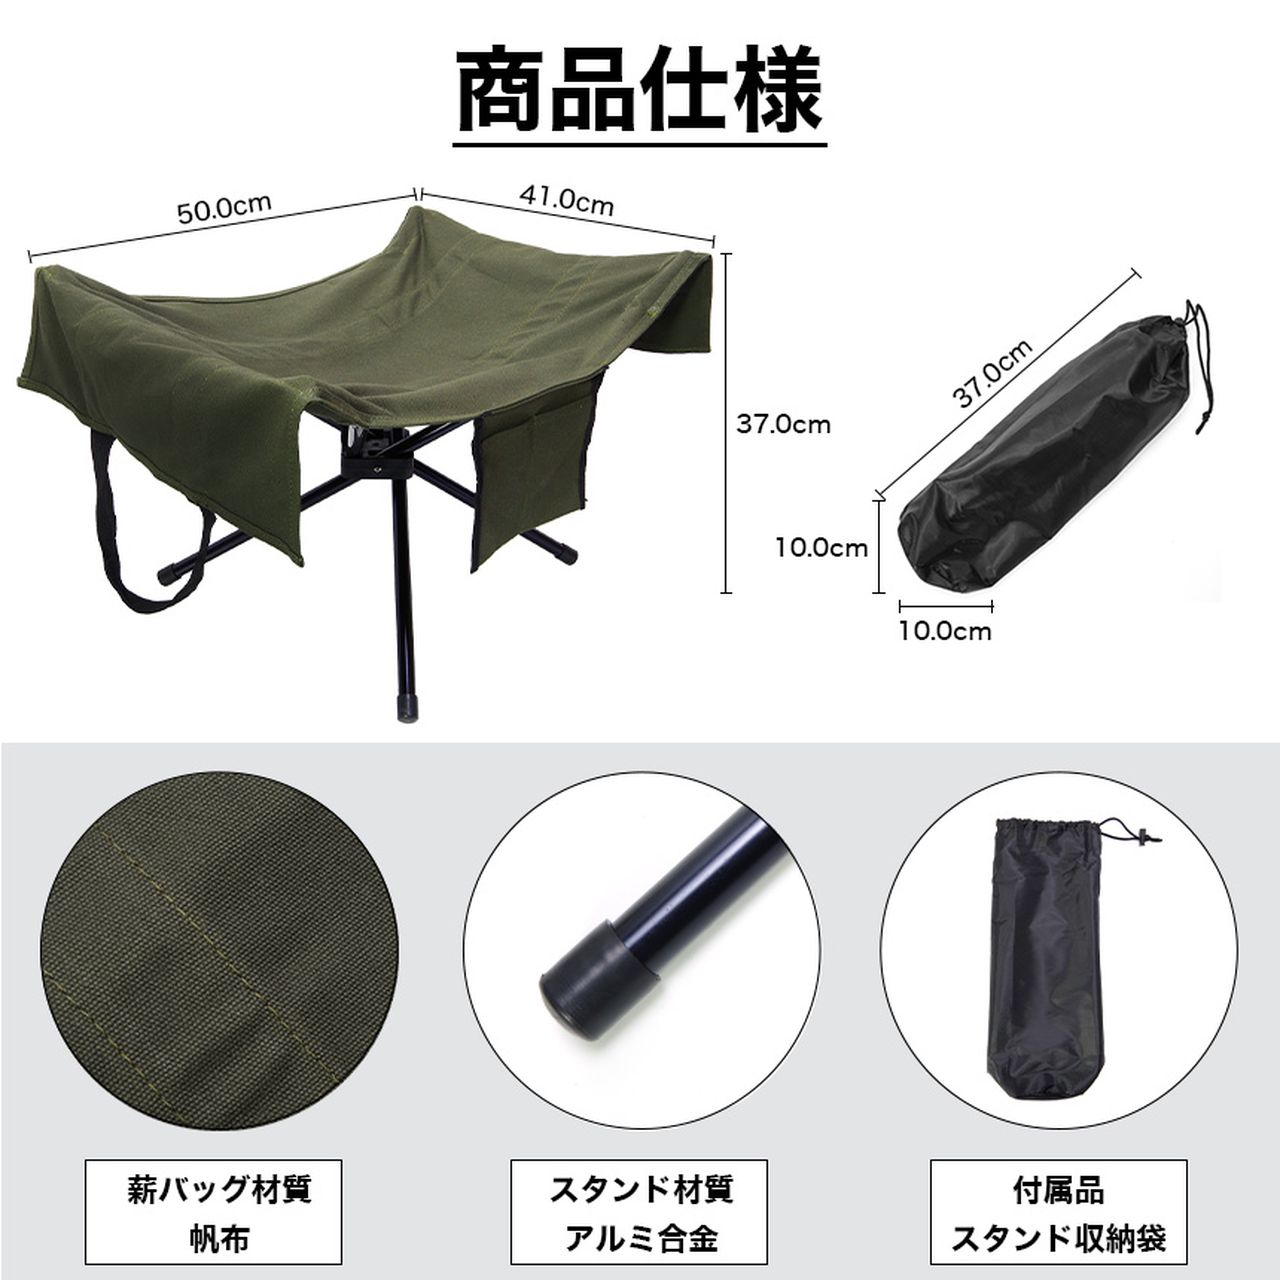 商品仕様
50.0cm
41.0cm
37.0cm
37.0cm
10.0cm
10.0cm
薪バッグ材質
帆布
スタンド材質
アルミ合金
付属品
スタンド収納袋